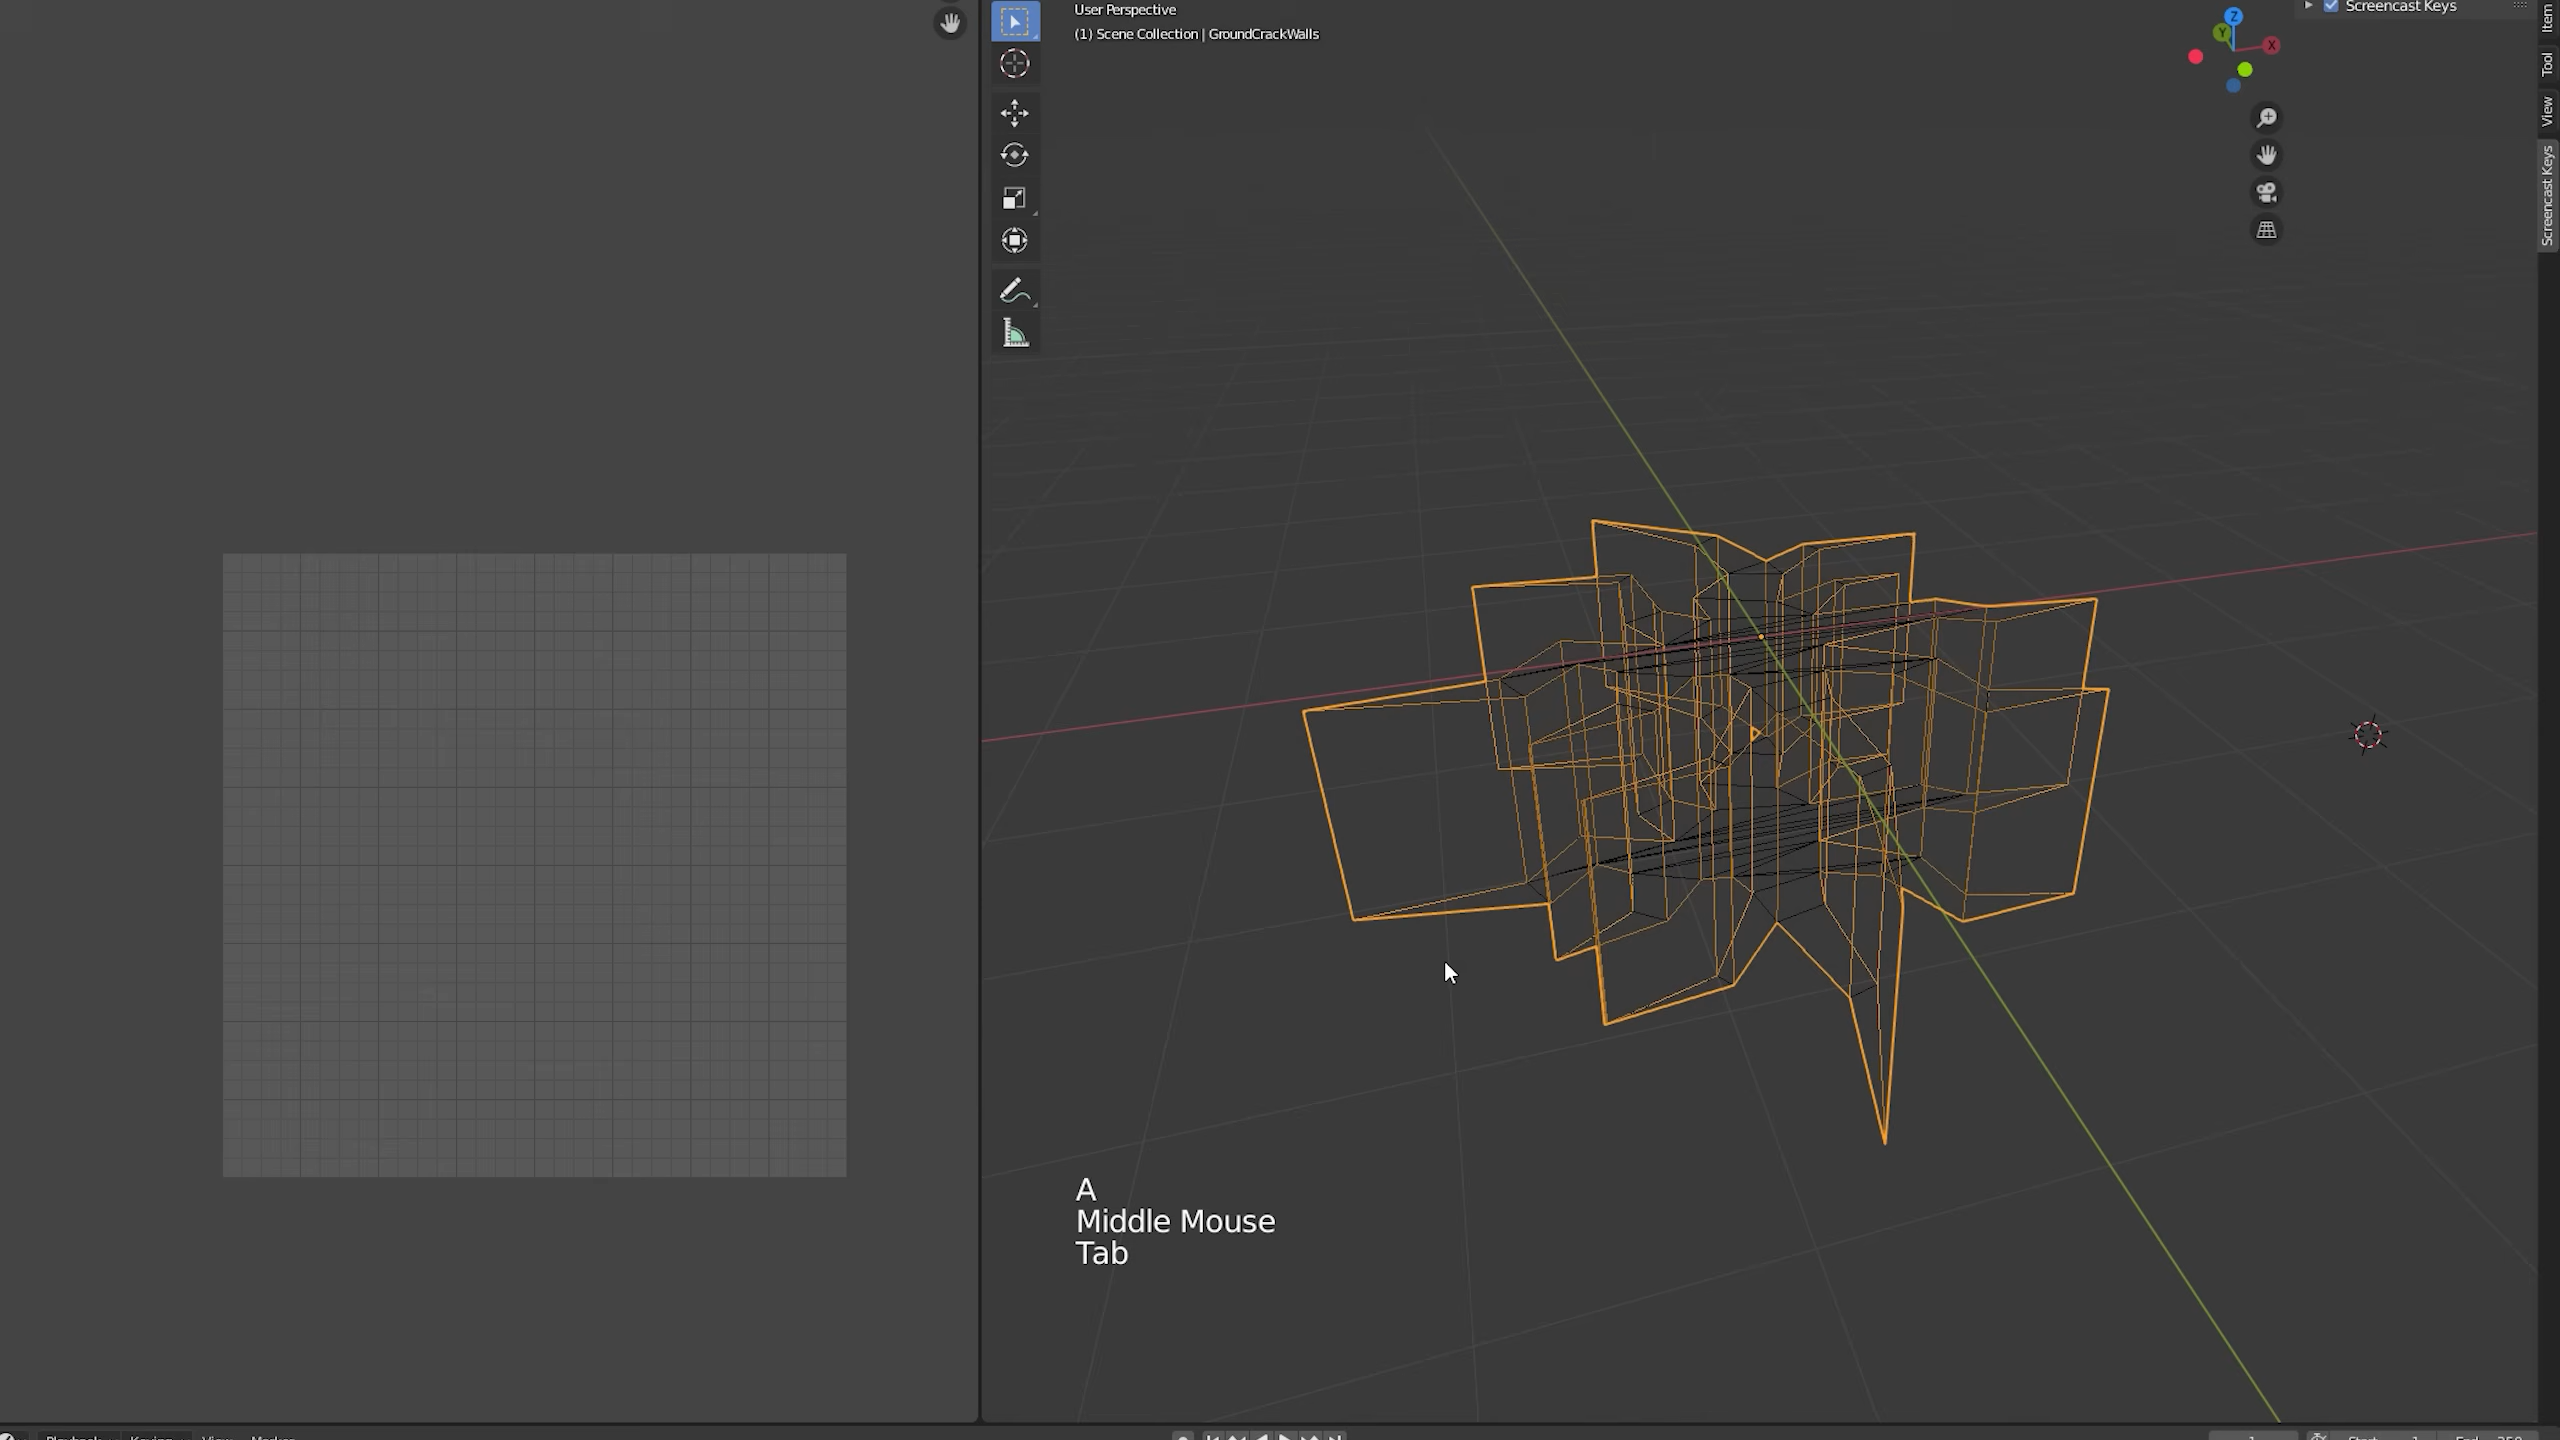 User Perspective
(1) Scene Collection | GroundCrackWalls
Screencast Keys
Z
Y
X
Item
Tool
View
Screencast Keys
A
Middle Mouse
Tab